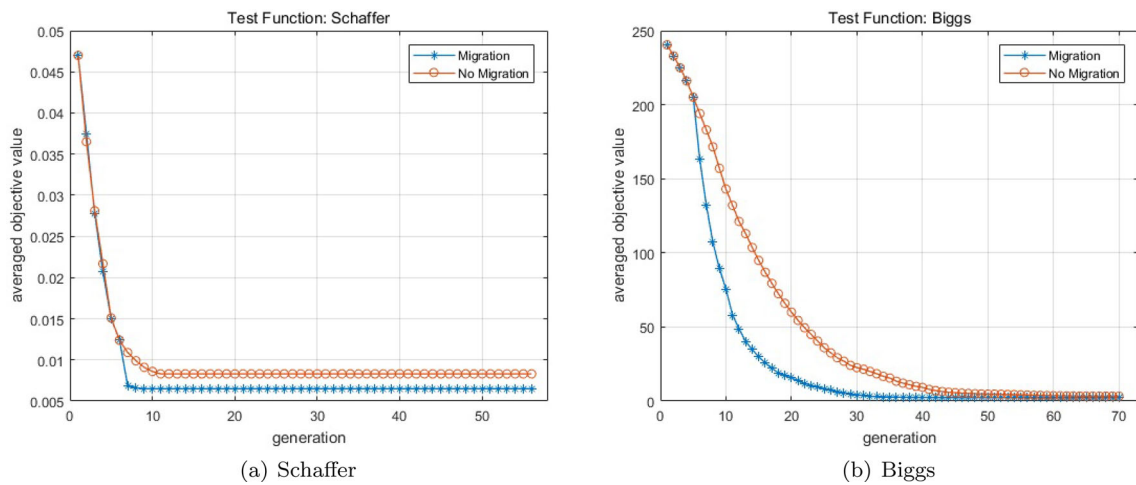 Test Function: Schaffer
0.05
0.045
0.04
0.035
0.03
0.025
0.02
0.015
0.01
0.005
averaged objective value
Migration
No Migration
0 10 20 30 40 50
generation
(a) Schaffer
Test Function: Biggs
250
200
150
100
50
0
averaged objective value
Migration
No Migration
0 10 20 30 40 50 60 70
generation
(b) Biggs